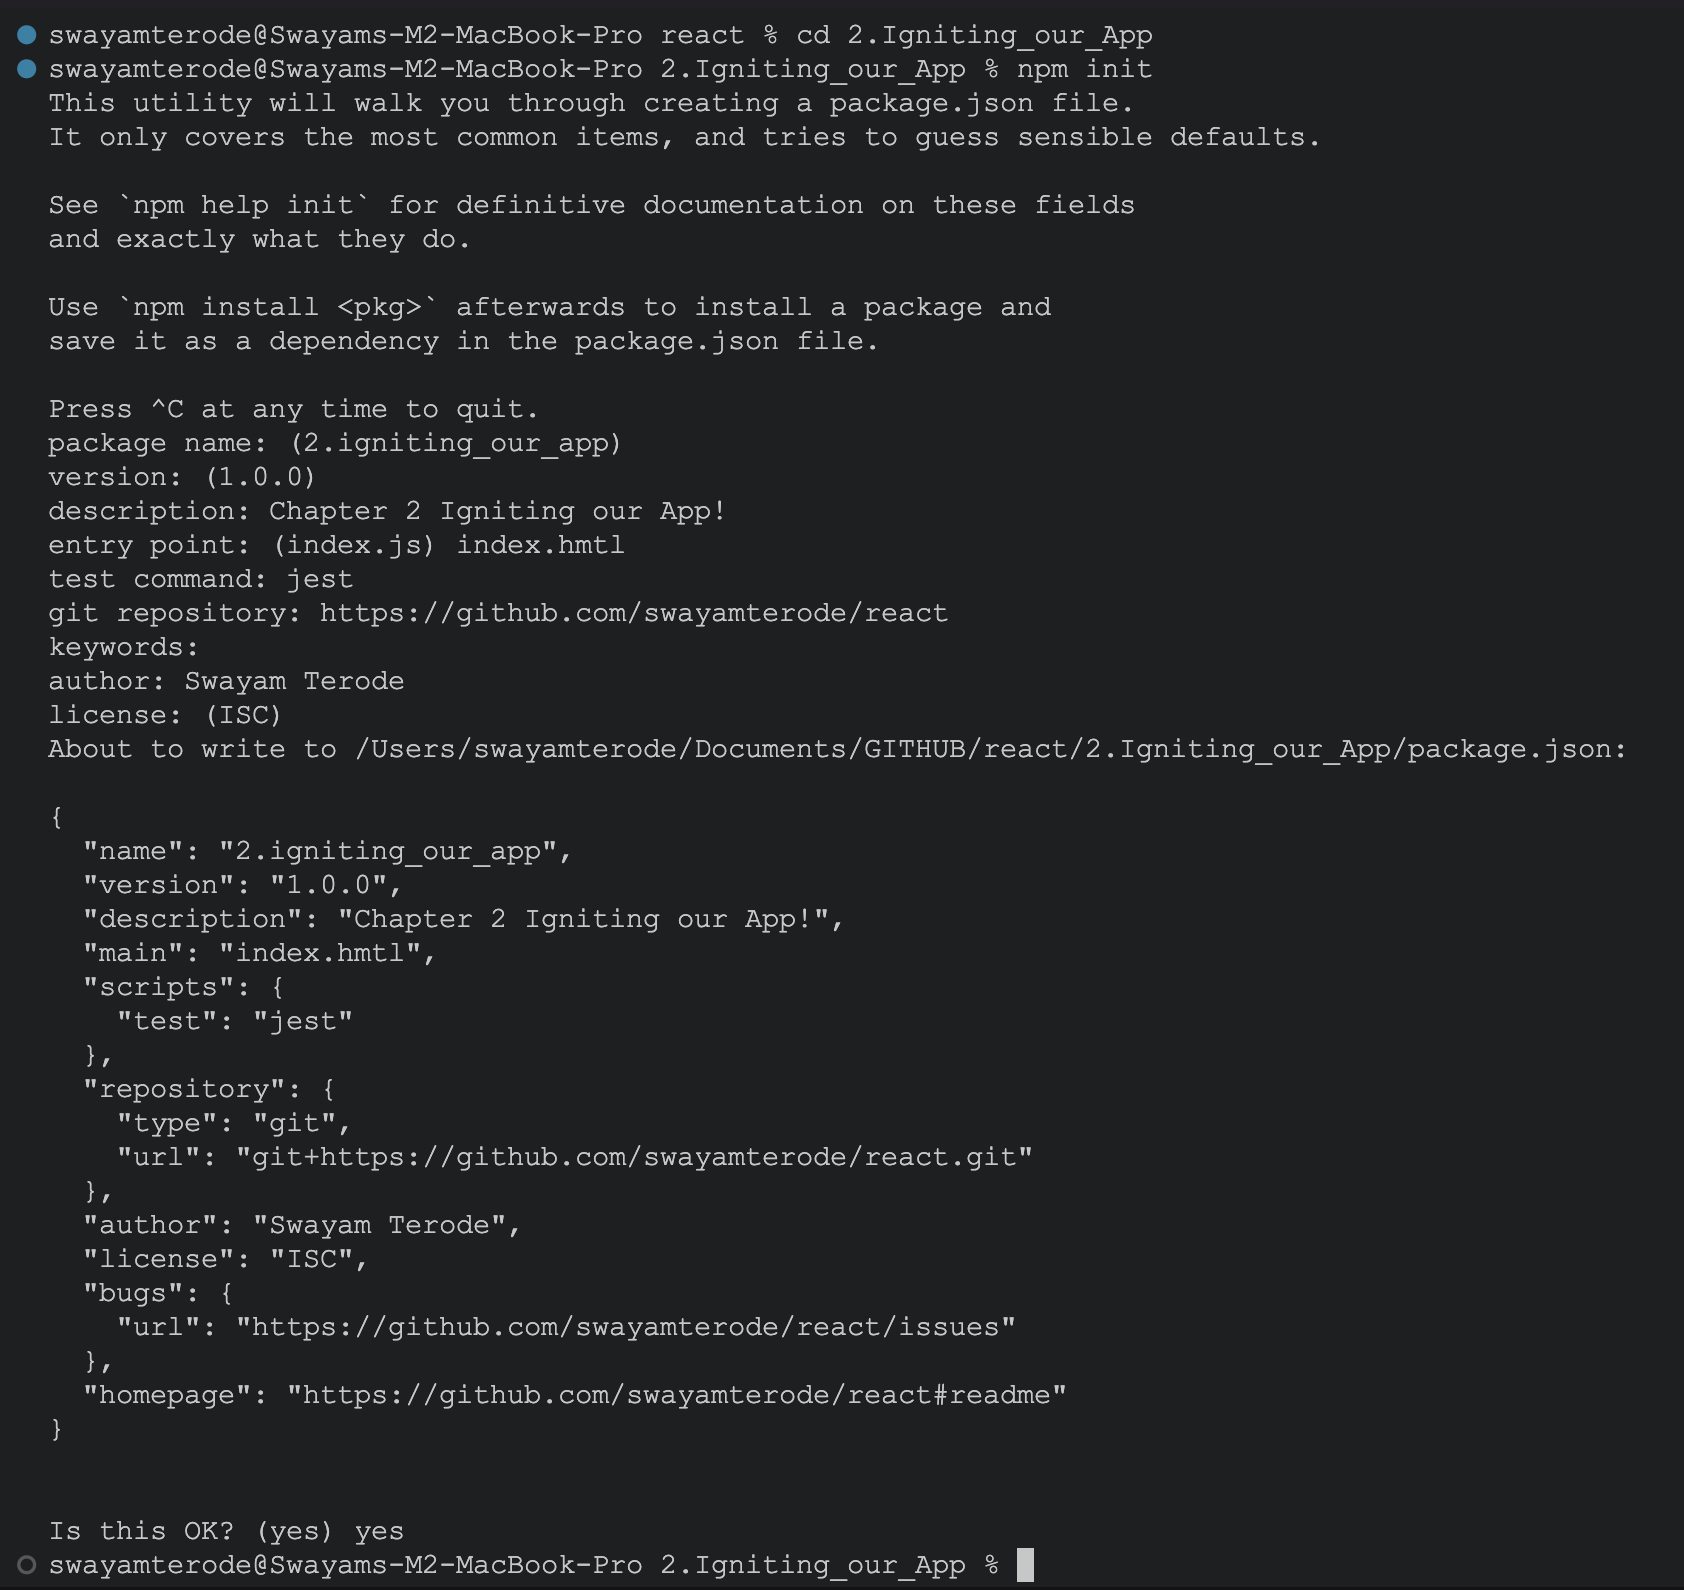 swayamterode@Swayams-M2-MacBook-Pro react % cd 2.Igniting_our_App
swayamterode@Swayams-M2-MacBook-Pro 2.Igniting_our_App % npm init
This utility will walk you through creating a package.json file.
It only covers the most common items, and tries to guess sensible defaults.

See `npm help init` for definitive documentation on these fields
and exactly what they do.

Use `npm install <pkg>` afterwards to install a package and
save it as a dependency in the package.json file.

Press ^C at any time to quit.
package name: (2.igniting_our_app)
version: (1.0.0)
description: Chapter 2 Igniting our App!
entry point: (index.js) index.hmtl
test command: jest
git repository: https://github.com/swayamterode/react
keywords:
author: Swayam Terode
license: (ISC)
About to write to /Users/swayamterode/Documents/GITHUB/react/2.Igniting_our_App/package.json:

{
  "name": "2.igniting_our_app",
  "version": "1.0.0",
  "description": "Chapter 2 Igniting our App!",
  "main": "index.hmtl",
  "scripts": {
    "test": "jest"
  },
  "repository": {
    "type": "git",
    "url": "git+https://github.com/swayamterode/react.git"
  },
  "author": "Swayam Terode",
  "license": "ISC",
  "bugs": {
    "url": "https://github.com/swayamterode/react/issues"
  },
  "homepage": "https://github.com/swayamterode/react#readme"
}

Is this OK? (yes) yes
swayamterode@Swayams-M2-MacBook-Pro 2.Igniting_our_App %